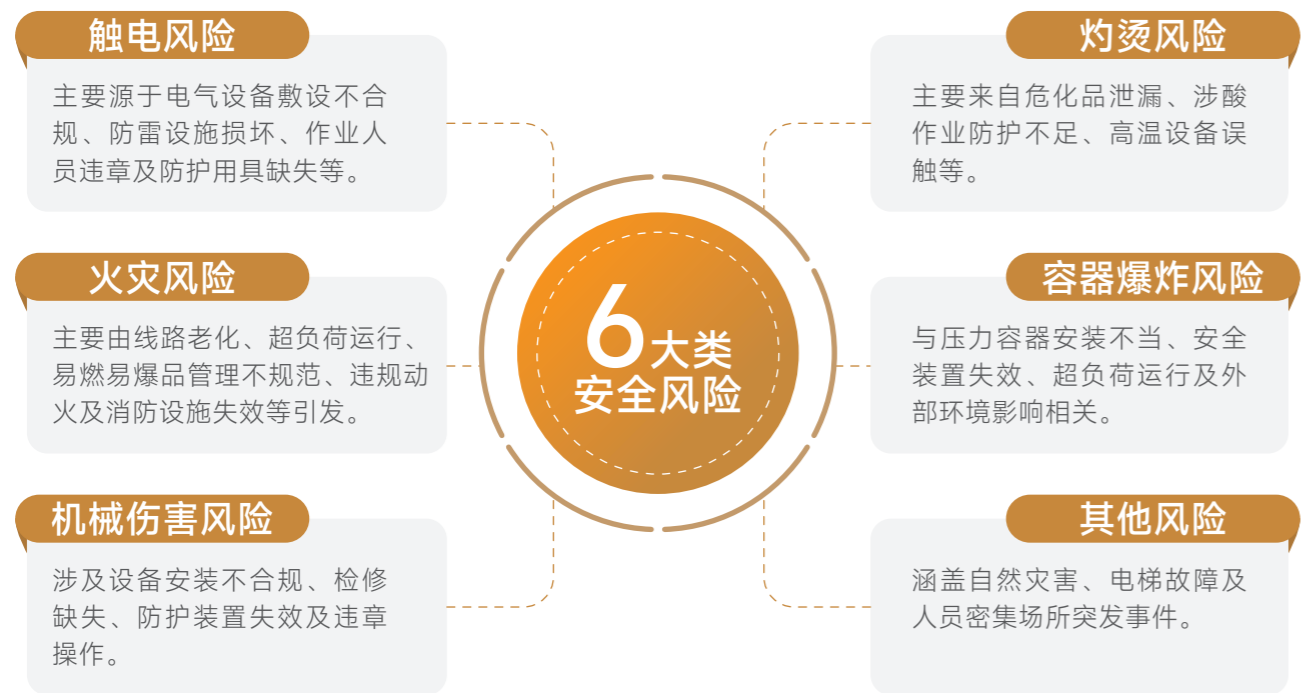 触电风险
主要源于电气设备敷设不合
规、防雷设施损坏、作业人
员违章及防护用具缺失等。
火灾风险
主要由线路老化、超负荷运行、
易燃易爆品管理不规范、违规动
火及消防设施失效等引发。
机械伤害风险
涉及设备安装不合规、检修
缺失、防护装置失效及违章
操作。
6大类
安全风险
灼烫风险
主要来自危化品泄漏、涉酸
作业防护不足、高温设备误
触等。
容器爆炸风险
与压力容器安装不当、安全
装置失效、超负荷运行及外
部环境影响相关。
其他风险
涵盖自然灾害、电梯故障及
人员密集场所突发事件。